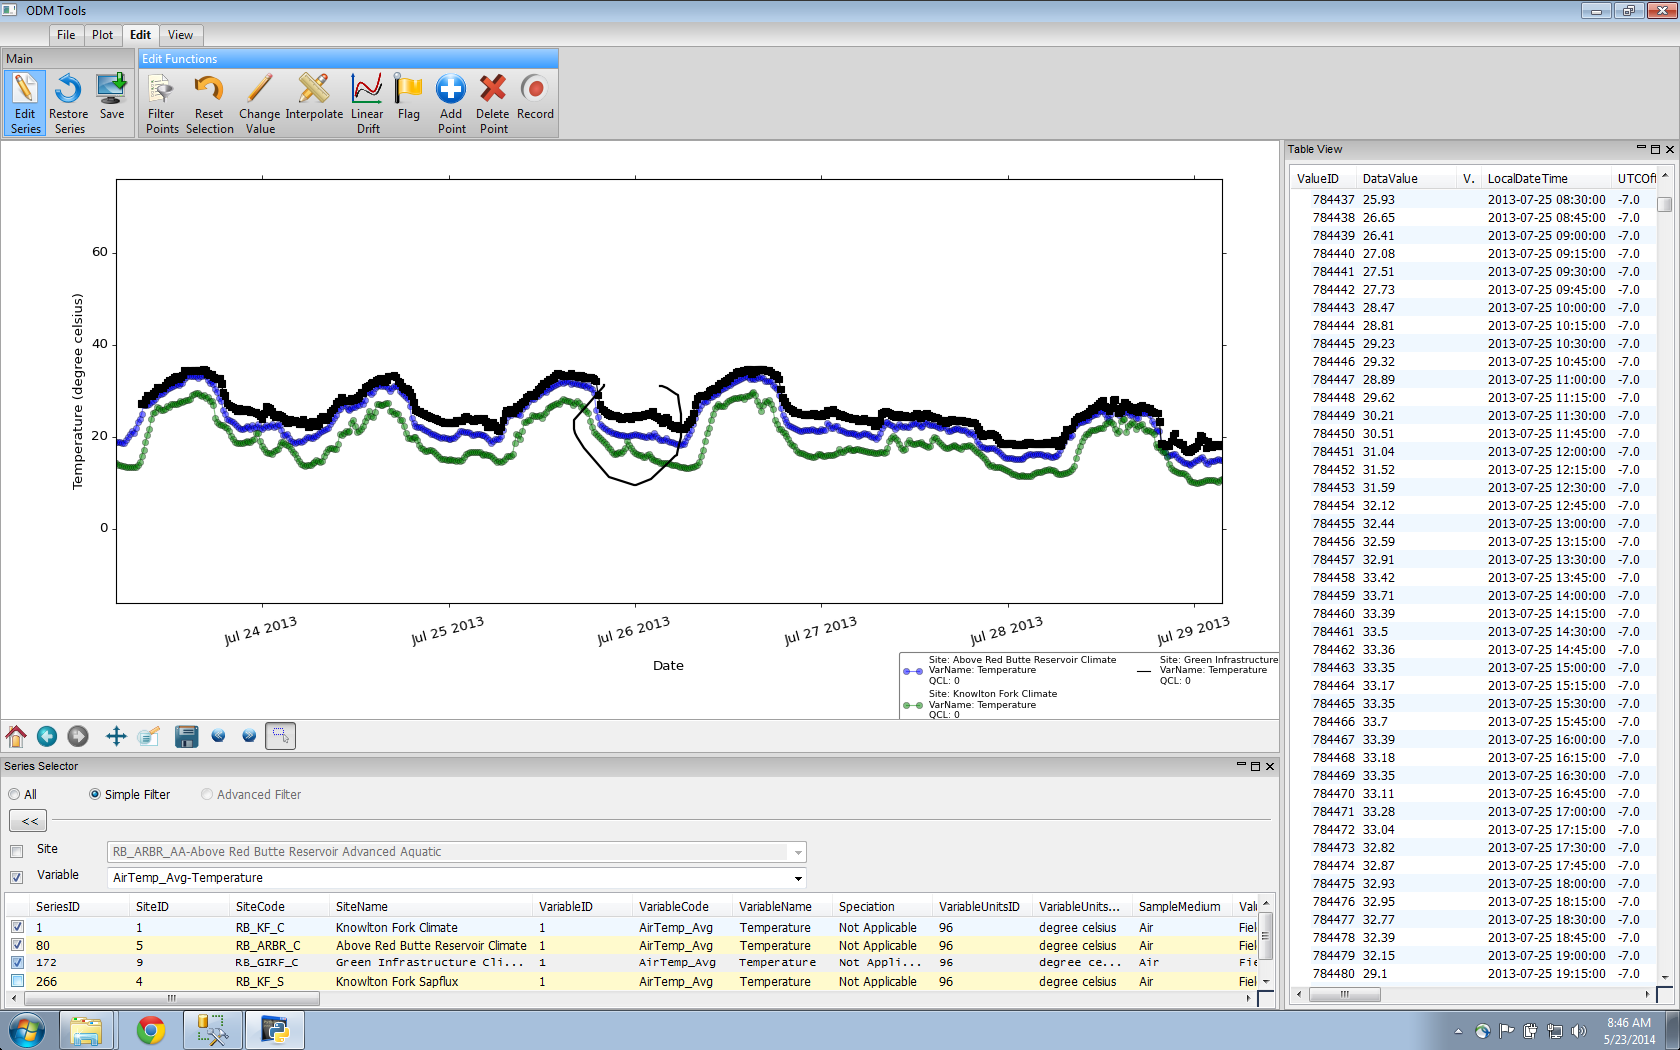 ODM Tools
File Plot Edit View
Main
Edit Functions
Edit Series
Restore Series
Save
Filter Points
Reset Selection
Change Value
Interpolate
Linear Drift
Flag
Add Point
Delete Point
Record
60
40
20
0
Temperature (degree celsius)
Jul 24 2013 Jul 25 2013 Jul 26 2013 Jul 27 2013 Jul 28 2013 Jul 29 2013
Date
Site: Above Red Butte Reservoir Climate
VarName: Temperature
QCL: 0
Site: Knowlton Fork Climate
VarName: Temperature
QCL: 0
Site: Green Infrastructure
VarName: Temperature
QCL: 0
Table View
ValueID DataValue V. LocalDateTime UTCOff
784437 25.93 2013-07-25 08:30:00 -7.0
784438 26.65 2013-07-25 08:45:00 -7.0
784439 26.41 2013-07-25 09:00:00 -7.0
784440 27.08 2013-07-25 09:15:00 -7.0
784441 27.51 2013-07-25 09:30:00 -7.0
784442 27.73 2013-07-25 09:45:00 -7.0
784443 28.47 2013-07-25 10:00:00 -7.0
784444 28.81 2013-07-25 10:15:00 -7.0
784445 29.23 2013-07-25 10:30:00 -7.0
784446 29.32 2013-07-25 10:45:00 -7.0
784447 28.89 2013-07-25 11:00:00 -7.0
784448 29.62 2013-07-25 11:15:00 -7.0
784449 30.21 2013-07-25 11:30:00 -7.0
784450 30.51 2013-07-25 11:45:00 -7.0
784451 31.04 2013-07-25 12:00:00 -7.0
784452 31.52 2013-07-25 12:15:00 -7.0
784453 31.59 2013-07-25 12:30:00 -7.0
784454 32.12 2013-07-25 12:45:00 -7.0
784455 32.44 2013-07-25 13:00:00 -7.0
784456 32.59 2013-07-25 13:15:00 -7.0
784457 32.91 2013-07-25 13:30:00 -7.0
784458 33.42 2013-07-25 13:45:00 -7.0
784459 33.71 2013-07-25 14:00:00 -7.0
784460 33.39 2013-07-25 14:15:00 -7.0
784461 33.5 2013-07-25 14:30:00 -7.0
784462 33.36 2013-07-25 14:45:00 -7.0
784463 33.35 2013-07-25 15:00:00 -7.0
784464 33.17 2013-07-25 15:15:00 -7.0
784465 33.35 2013-07-25 15:30:00 -7.0
784466 33.7 2013-07-25 15:45:00 -7.0
784467 33.39 2013-07-25 16:00:00 -7.0
784468 33.18 2013-07-25 16:15:00 -7.0
784469 33.35 2013-07-25 16:30:00 -7.0
784470 33.11 2013-07-25 16:45:00 -7.0
784471 33.28 2013-07-25 17:00:00 -7.0
784472 33.04 2013-07-25 17:15:00 -7.0
784473 32.82 2013-07-25 17:30:00 -7.0
784474 32.87 2013-07-25 17:45:00 -7.0
784475 32.93 2013-07-25 18:00:00 -7.0
784476 32.95 2013-07-25 18:15:00 -7.0
784477 32.77 2013-07-25 18:30:00 -7.0
784478 32.39 2013-07-25 18:45:00 -7.0
784479 32.15 2013-07-25 19:00:00 -7.0
784480 29.1 2013-07-25 19:15:00 -7.0
Series Selector
All Simple Filter Advanced Filter
<<
Site RB_ARBR_AA-Above Red Butte Reservoir Advanced Aquatic
Variable AirTemp_Avg-Temperature
SeriesID SiteID SiteCode SiteName VariableID VariableCode VariableName Speciation VariableUnitsID VariableUnits... SampleMedium Val
1 1 RB_KF_C Knowlton Fork Climate 1 AirTemp_Avg Temperature Not Applicable 96 degree celsius Air Fiel
80 5 RB_ARBR_C Above Red Butte Reservoir Climate 1 AirTemp_Avg Temperature Not Applicable 96 degree celsius Air Fiel
172 9 RB_GIRF_C Green Infrastructure Cli... 1 AirTemp_Avg Temperature Not Appli... 96 degree ce... Air Fie
266 4 RB_KF_S Knowlton Fork Sapflux 1 AirTemp_Avg Temperature Not Applicable 96 degree celsius Air Fiel
8:46 AM
5/23/2014